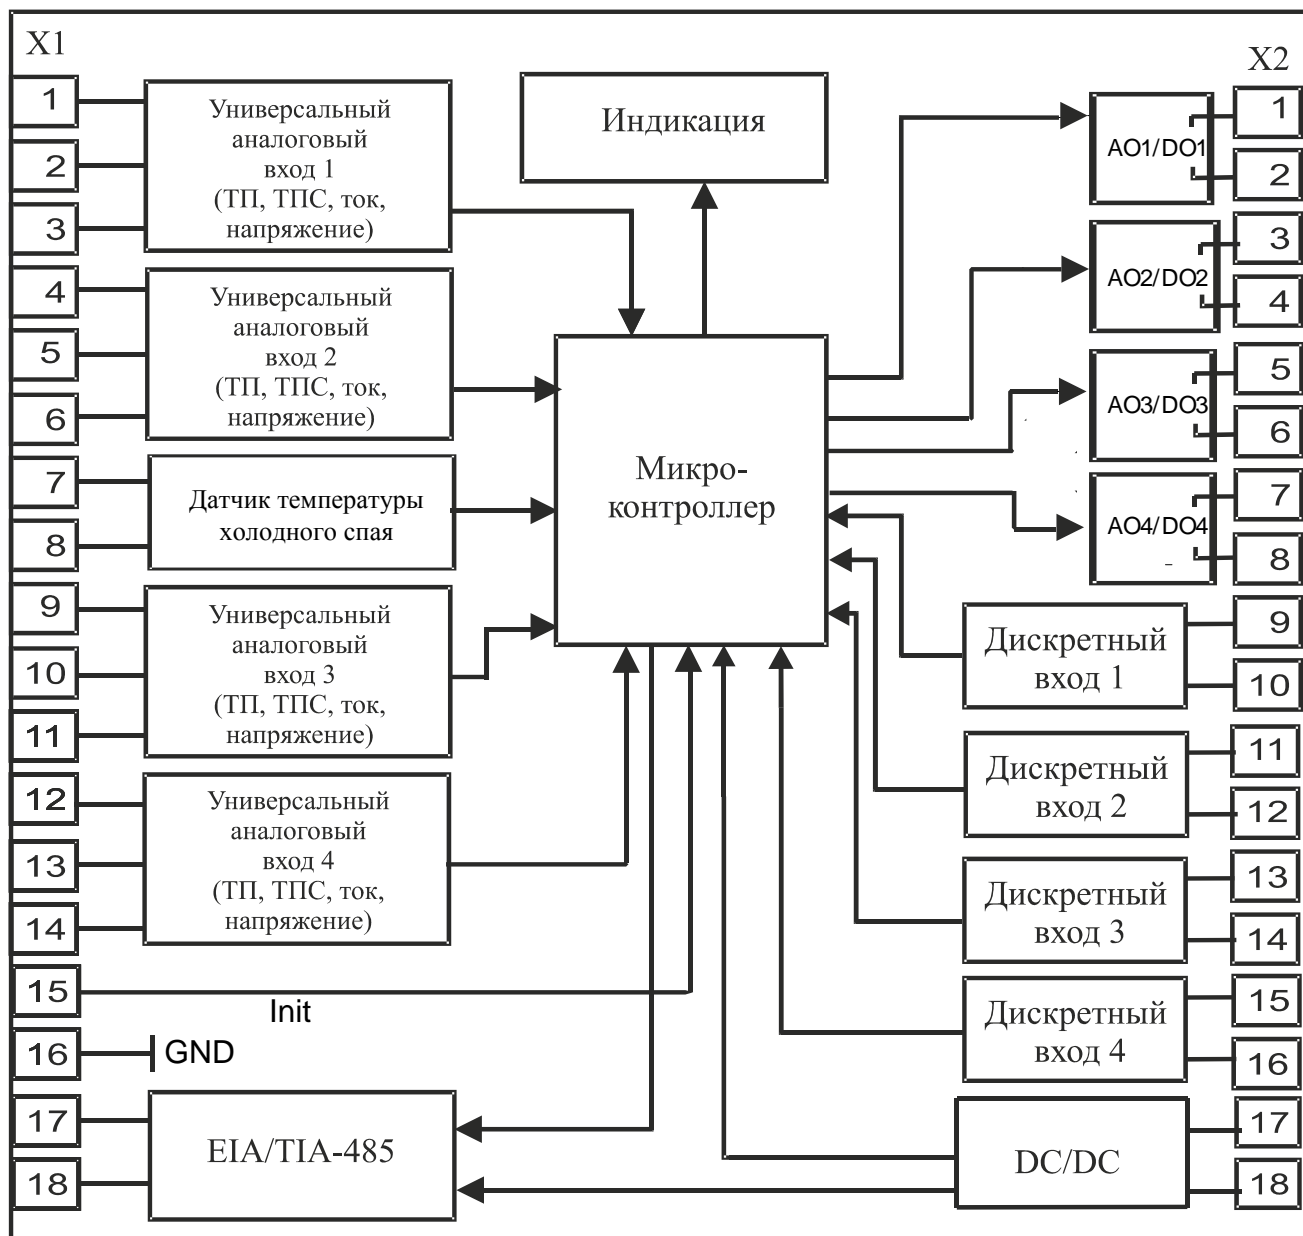 X1
1
2
3
4
5
6
7
8
9
10
11
12
13
14
15
16
17
18
Универсальный
аналоговый
вход 1
(ТП, ТПС, ток,
напряжение)
Универсальный
аналоговый
вход 2
(ТП, ТПС, ток,
напряжение)
Датчик температуры
холодного спая
Универсальный
аналоговый
вход 3
(ТП, ТПС, ток,
напряжение)
Универсальный
аналоговый
вход 4
(ТП, ТПС, ток,
напряжение)
Init
GND
EIA/TIA-485
Индикация
Микро-
контроллер
AO1/DO1
AO2/DO2
AO3/DO3
AO4/DO4
Дискретный
вход 1
Дискретный
вход 2
Дискретный
вход 3
Дискретный
вход 4
DC/DC
X2
1
2
3
4
5
6
7
8
9
10
11
12
13
14
15
16
17
18